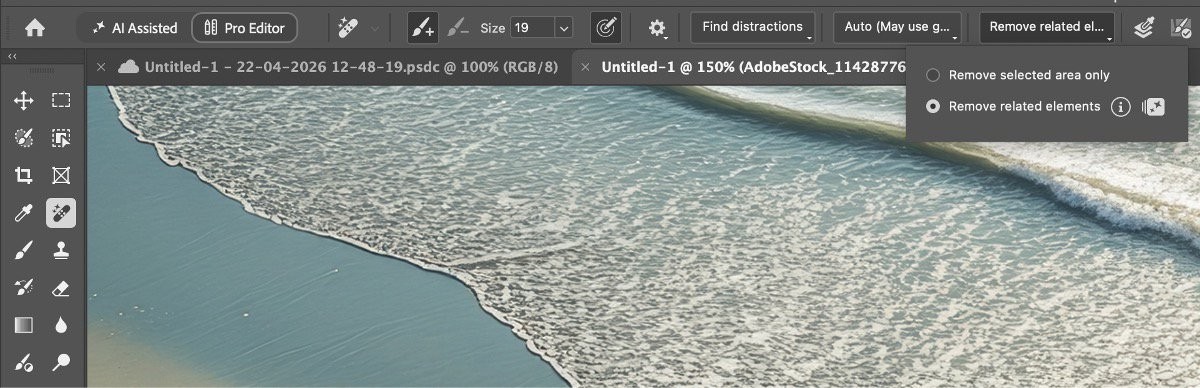 AI Assisted
Pro Editor
Size
19
Find distractions
Auto (May use g...
Remove related el...
Untitled-1 - 22-04-2026 12-48-19.psdc @ 100% (RGB/8)
Untitled-1 @ 150% (AdobeStock_11428776
Remove selected area only
Remove related elements